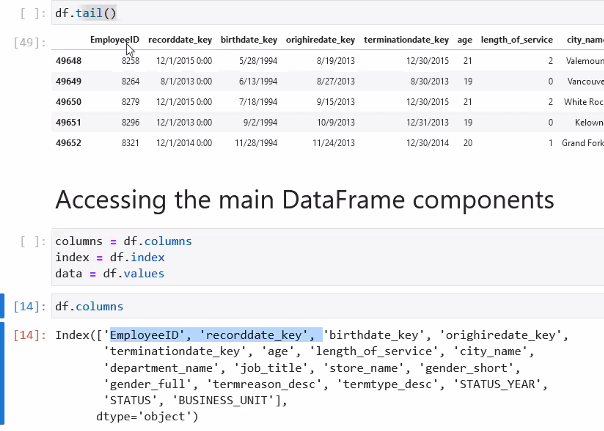 [ ]: df.tail()
[49]: EmployeeID recorddate_key birthdate_key orighiredate_key terminationdate_key age length_of_service city_name
49648 8258 12/1/2015 0:00 5/28/1994 8/19/2013 12/30/2015 21 2 Valemoun
49649 8264 8/1/2013 0:00 6/13/1994 8/27/2013 8/30/2013 19 0 Vancouve
49650 8279 12/1/2015 0:00 7/18/1994 9/15/2013 12/30/2015 21 2 White Roc
49651 8296 12/1/2013 0:00 9/2/1994 10/9/2013 12/31/2013 19 0 Kelown
49652 8321 12/1/2014 0:00 11/28/1994 11/24/2013 12/30/2014 20 1 Grand Fork
Accessing the main DataFrame components
[ ]: columns = df.columns
index = df.index
data = df.values
[14]: df.columns
[14]: Index(['EmployeeID', 'recorddate_key', 'birthdate_key', 'orighiredate_key',
'terminationdate_key', 'age', 'length_of_service', 'city_name',
'department_name', 'job_title', 'store_name', 'gender_short',
'gender_full', 'termreason_desc', 'termtype_desc', 'STATUS_YEAR',
'STATUS', 'BUSINESS_UNIT'],
dtype='object')